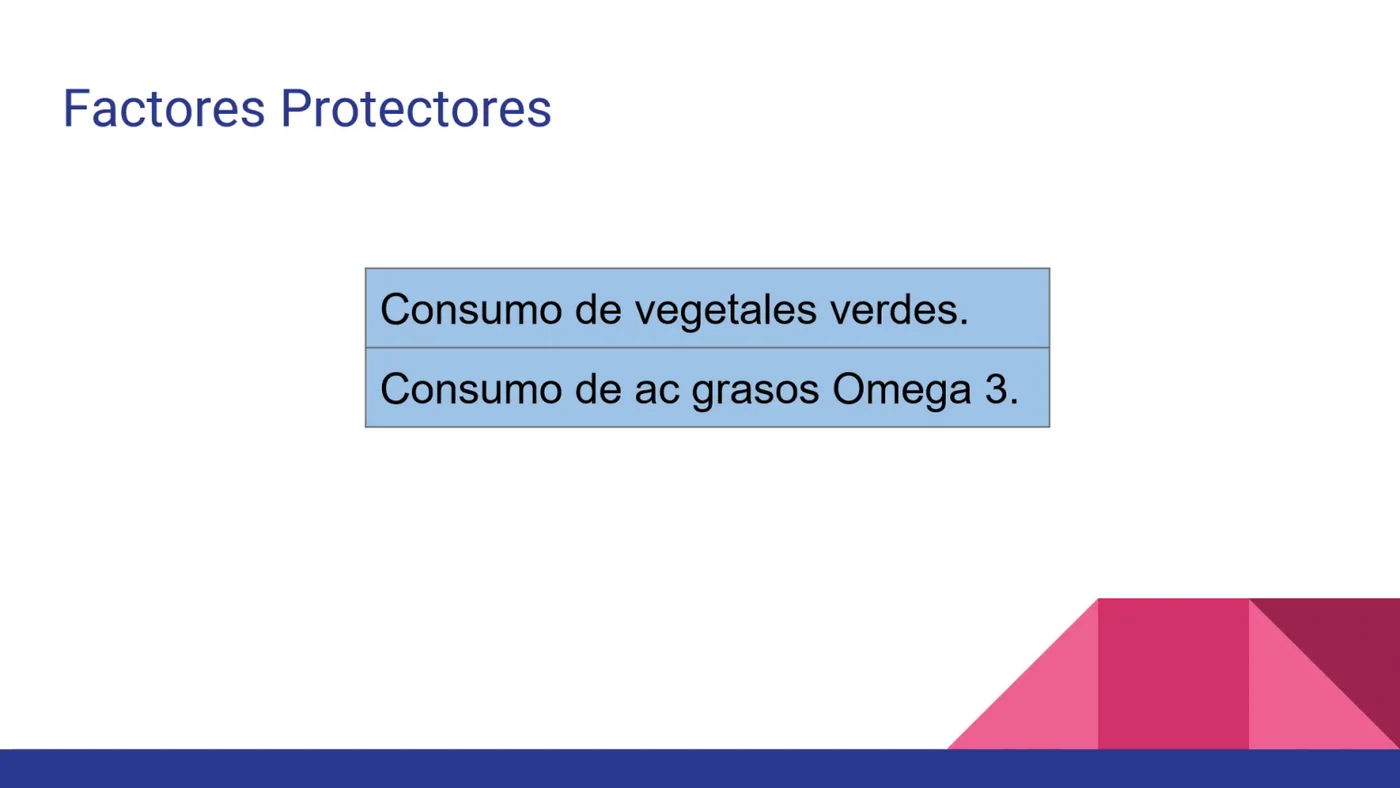 Factores Protectores
Consumo de vegetales verdes.
Consumo de ac grasos Omega 3.